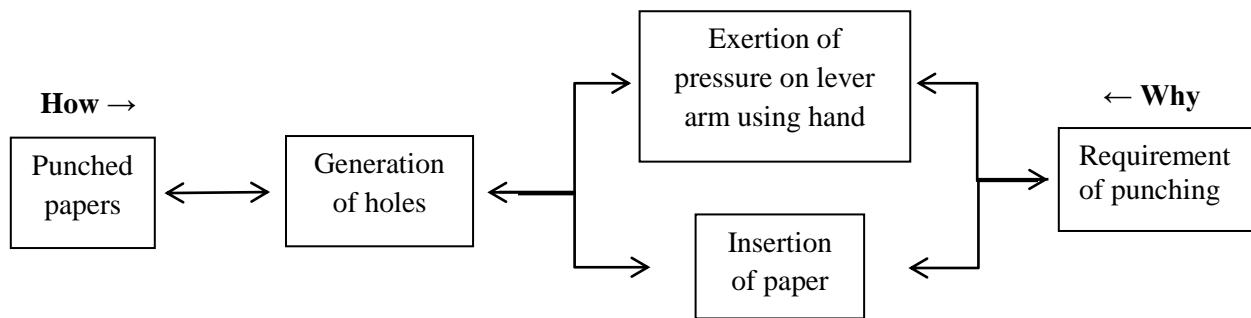 How →
Punched
papers
Generation
of holes
Exertion of
pressure on lever
arm using hand
Insertion
of paper
← Why
Requirement
of punching